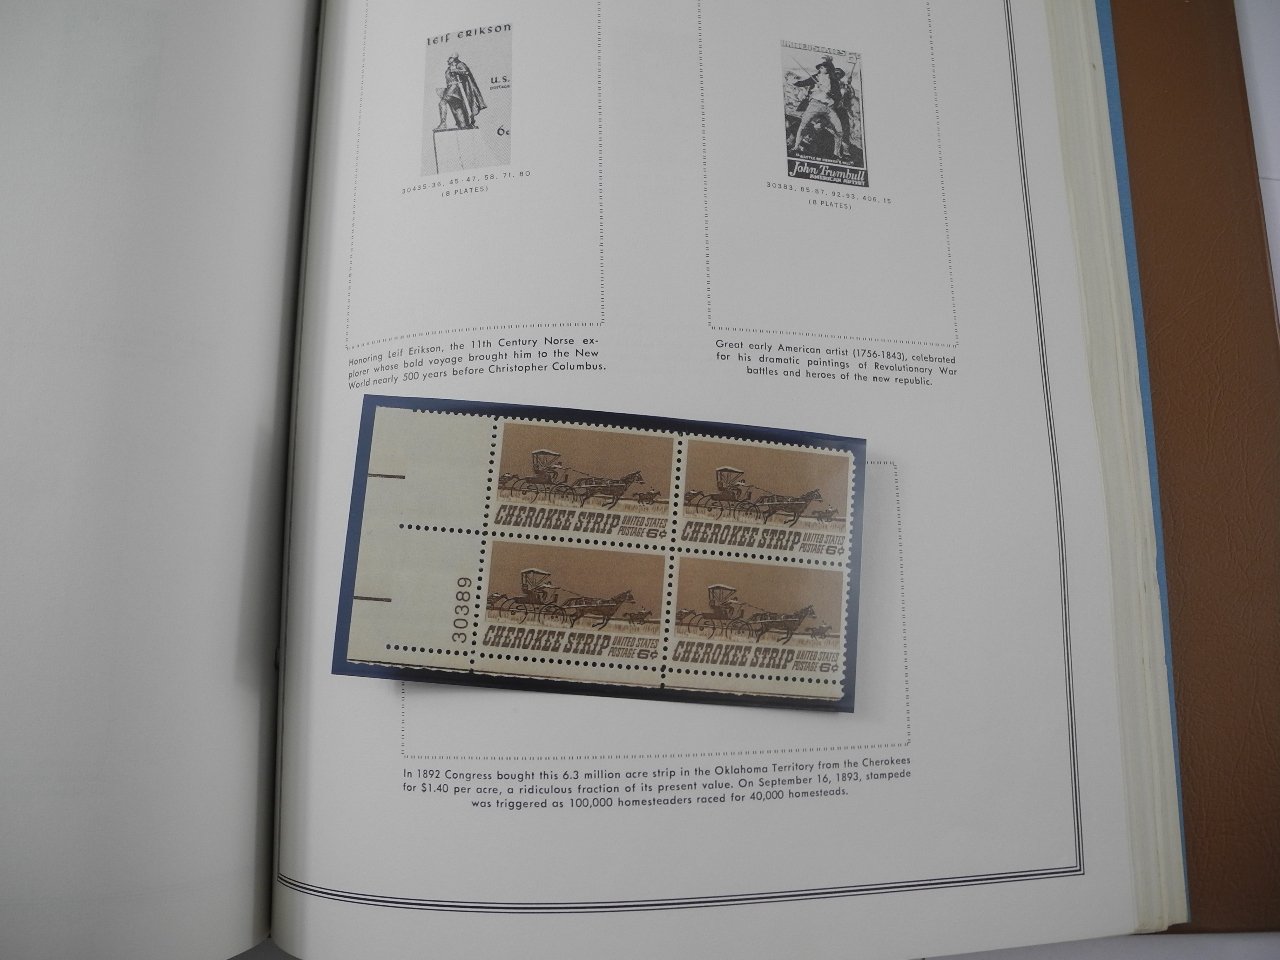 LEIF ERIKSON
U.S.
POSTAGE
6c
30435-36, 45-47, 58, 71, 80
(8 PLATES)
UNITED STATES
John Trumbull
AMERICAN ARTIST
30383, 85-87, 92-93, 406, 15
(8 PLATES)
Honoring Leif Erikson, the 11th Century Norse ex-
plorer whose bold voyage brought him to the New
World nearly 500 years before Christopher Columbus.
Great early American artist (1756-1843), celebrated
for his dramatic paintings of Revolutionary War
battles and heroes of the new republic.
CHEROKEE STRIP UNITED STATES
POSTAGE 6¢
CHEROKEE STRIP UNITED STATES
POSTAGE 6¢
30389
CHEROKEE STRIP UNITED STATES
POSTAGE 6¢
CHEROKEE STRIP UNITED STATES
POSTAGE 6¢
In 1892 Congress bought this 6.3 million acre strip in the Oklahoma Territory from the Cherokees
for $1.40 per acre, a ridiculous fraction of its present value. On September 16, 1893, stampede
was triggered as 100,000 homesteaders raced for 40,000 homesteads.